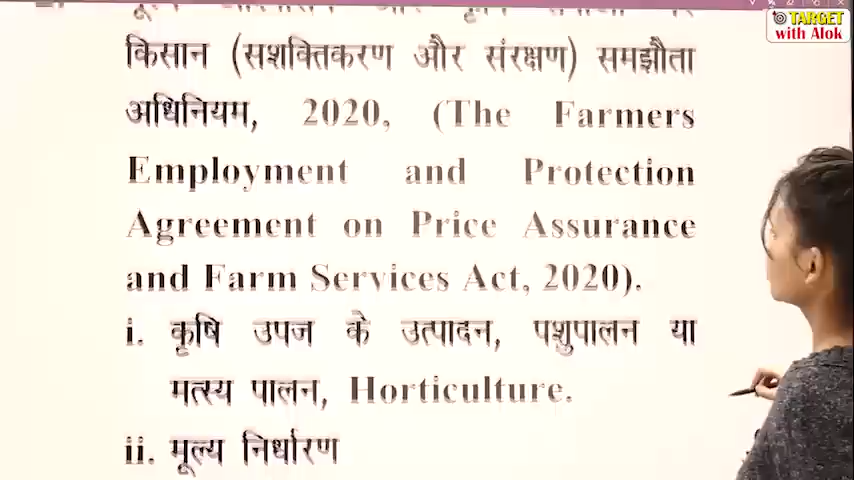 TARGET
with Alok
किसान (सशक्तिकरण और संरक्षण) समझौता
अधिनियम, 2020, (The Farmers
Employment and Protection
Agreement on Price Assurance
and Farm Services Act, 2020).
i. कृषि उपज के उत्पादन, पशुपालन या
मत्स्य पालन, Horticulture.
ii. मूल्य निर्धारण